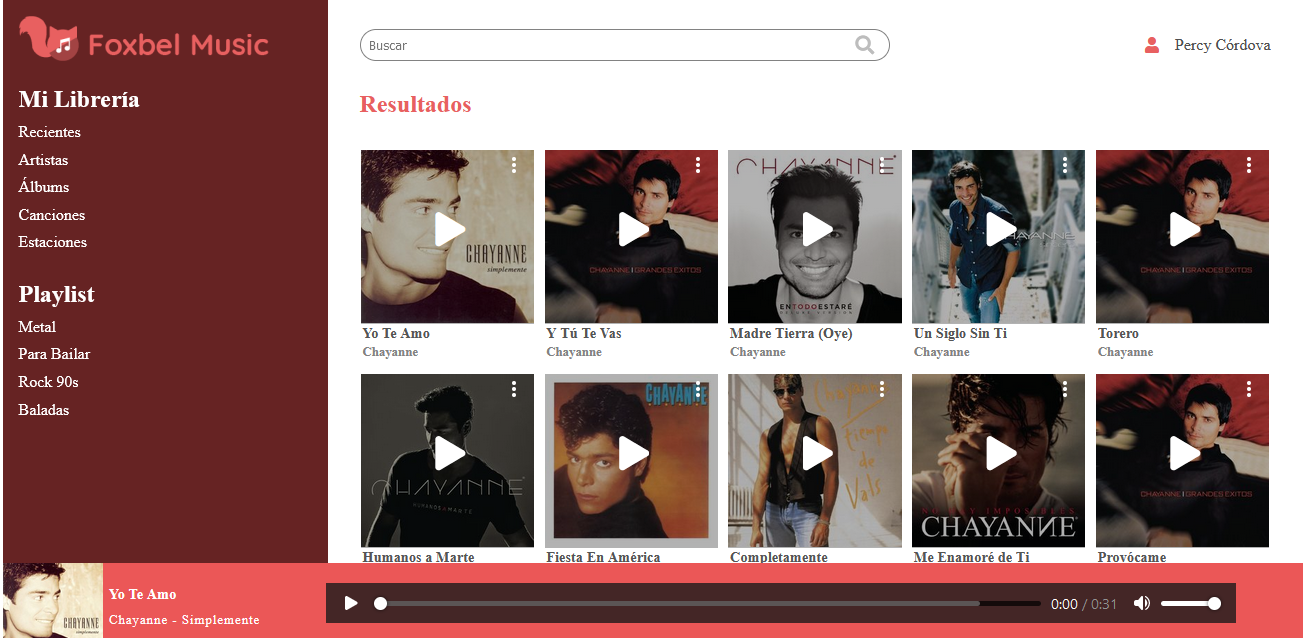 Foxbel Music
Buscar
Percy Córdova
Mi Librería
Recientes
Artistas
Álbums
Canciones
Estaciones
Playlist
Metal
Para Bailar
Rock 90s
Baladas
Resultados
CHAYANNE
simplemente
CHAYANNE | GRANDES EXITOS
CHAYANNE
ENTODOESTARÉ
DELUXE VERSION
CHAYANNE
CHAYANNE | GRANDES EXITOS
Yo Te Amo
Y Tú Te Vas
Madre Tierra (Oye)
Un Siglo Sin Ti
Torero
Chayanne
Chayanne
Chayanne
Chayanne
Chayanne
CHAYANNE
HUMANOS A MARTE
CHAYANNE
Chayanne
tiempo
de
Vals
NO HAY IMPOSIBLES
CHAYANNE
CHAYANNE | GRANDES EXITOS
Humanos a Marte
Fiesta En América
Completamente
Me Enamoré de Ti
Provócame
CHAYANNE
simplemente
Yo Te Amo
Chayanne - Simplemente
0:00 / 0:31